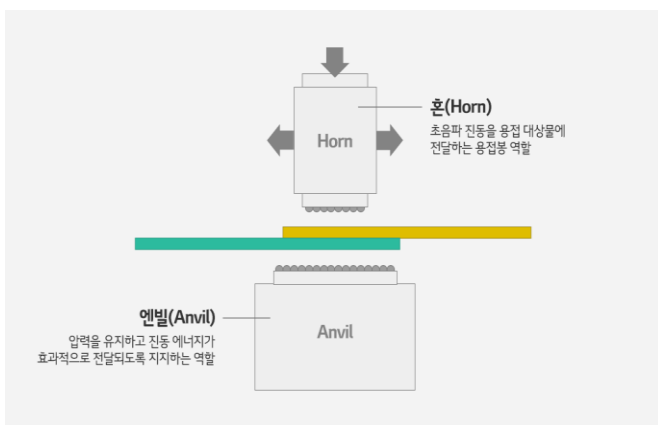 혼(Horn)
초음파 진동을 용접 대상물에
전달하는 용접봉 역할
Horn
엔빌(Anvil)
압력을 유지하고 진동 에너지가
효과적으로 전달되도록 지지하는 역할
Anvil